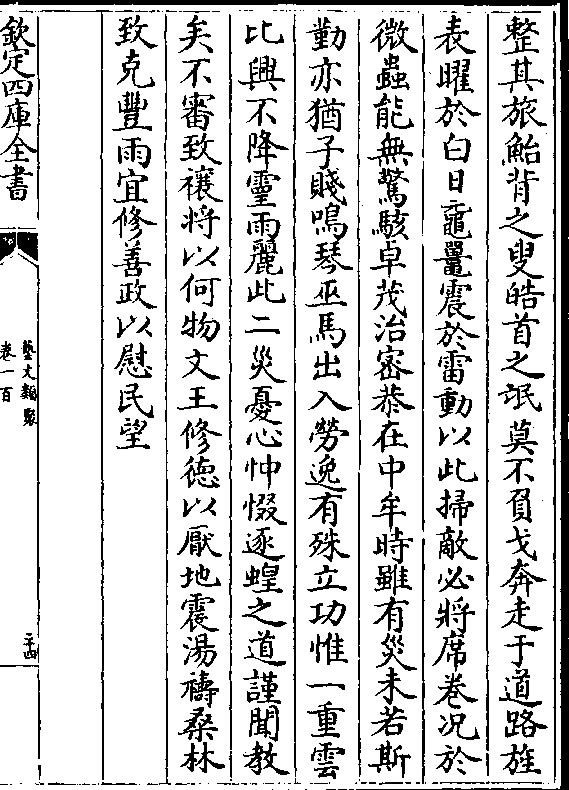 整其旅鮐背之叟皓首之氓莫不負戈奔走于道路旌
表曜於白日鼉鼍震於雷動以此掃敵必將席卷况於
微蟲能無驚駭卓茂治密恭在中牟時雖有災未若斯
勤亦猶子賤鳴琴巫馬出入勞逸有殊立功惟一重雲
比興不降靈雨麗此二災憂心忡惙逐蝗之道謹聞教
矣不審致禳將以何物文王修德以厭地震湯禱桑林
致克豐雨宜修善政以慰民望
欽定四庫全書
藝文類聚
卷一百
二十四